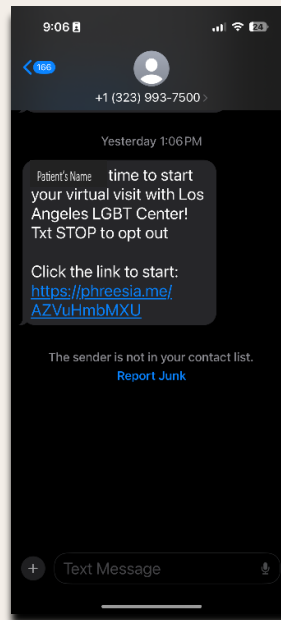 9:06
24
166
+1 (323) 993-7500
Yesterday 1:06 PM
Patient's Name time to start
your virtual visit with Los
Angeles LGBT Center!
Txt STOP to opt out
Click the link to start:
https://phreesia.me/
AZVuHmbMXU
The sender is not in your contact list.
Report Junk
Text Message